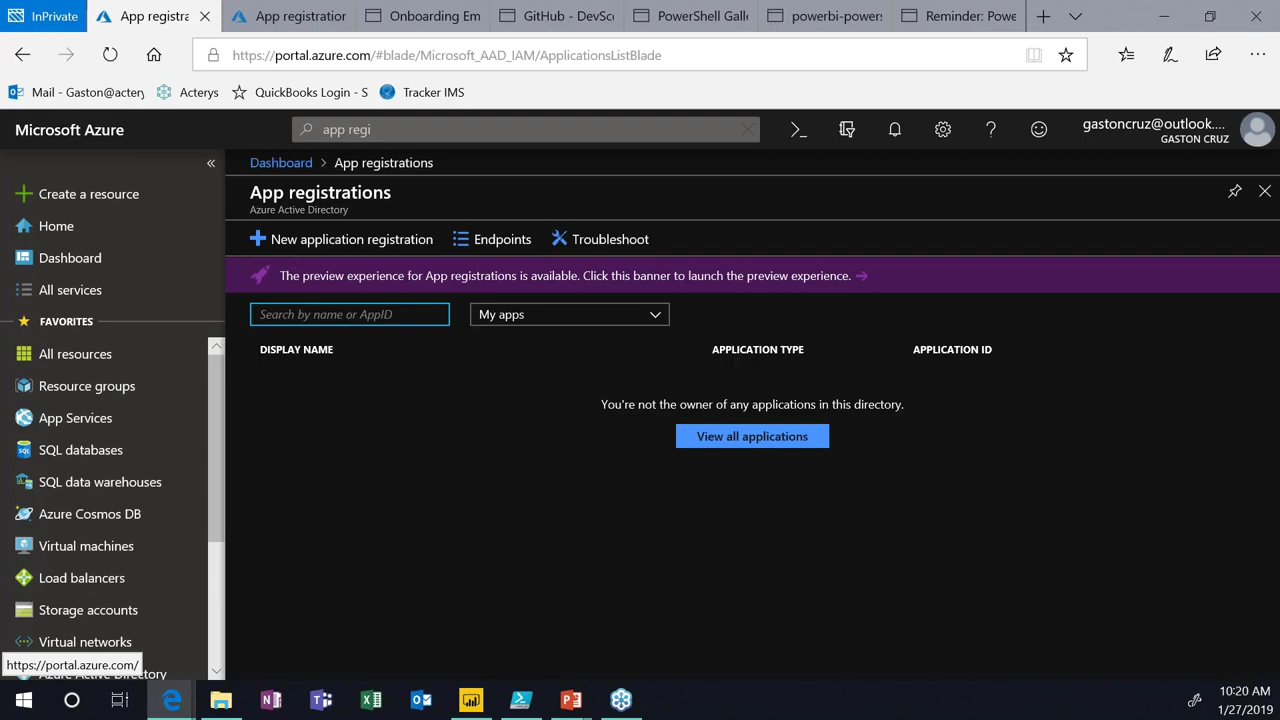 InPrivate
App registra
App registration
Onboarding Em
GitHub - DevSco
PowerShell Gall
powerbi-powers
Reminder: Powe
https://portal.azure.com/#blade/Microsoft_AAD_IAM/ApplicationsListBlade
Mail - Gaston@actery
Acterys
QuickBooks Login - S
Tracker IMS
Microsoft Azure
app regi
gastoncruz@outlook....
GASTON CRUZ
«
Dashboard > App registrations
Create a resource
App registrations
Azure Active Directory
Home
New application registration
Endpoints
Troubleshoot
Dashboard
The preview experience for App registrations is available. Click this banner to launch the preview experience. →
All services
Search by name or AppID
My apps
FAVORITES
DISPLAY NAME
APPLICATION TYPE
APPLICATION ID
All resources
Resource groups
You're not the owner of any applications in this directory.
App Services
View all applications
SQL databases
SQL data warehouses
Azure Cosmos DB
Virtual machines
Load balancers
Storage accounts
Virtual networks
https://portal.azure.com/
Azure Active Directory
10:20 AM
1/27/2019